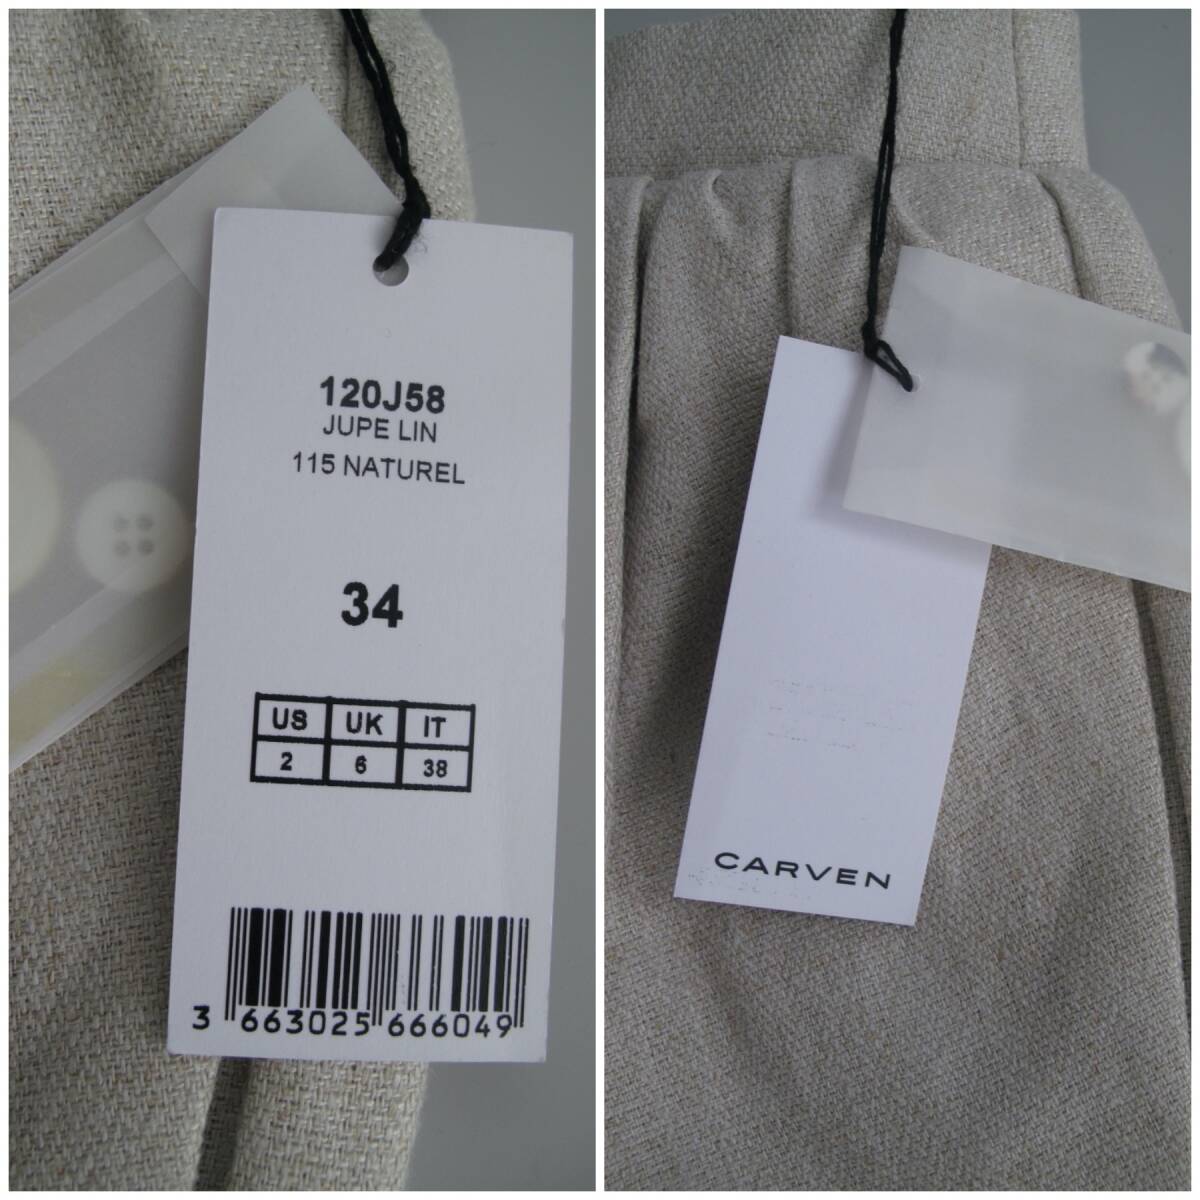 120J58
JUPE LIN
115 NATUREL
34
US UK IT
2 6 38
3 663025 666049
CARVEN